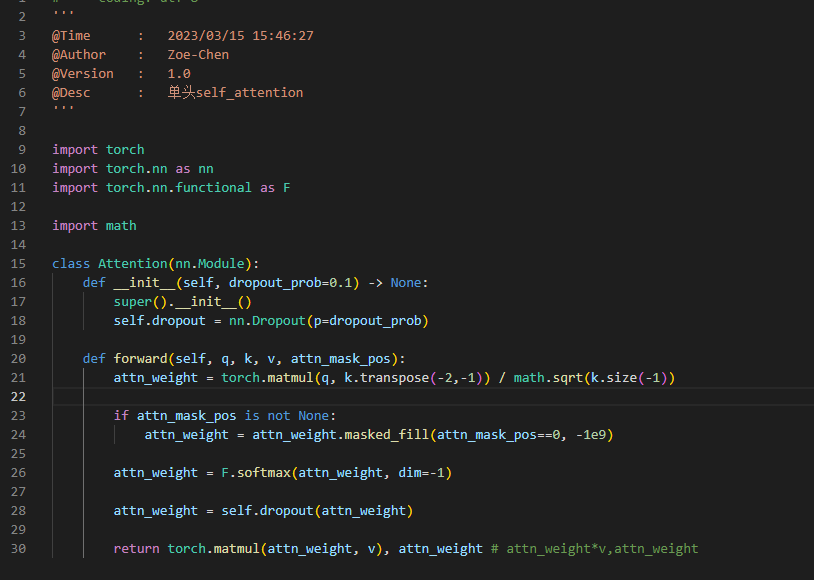 2 '''
3 @Time      :   2023/03/15 15:46:27
4 @Author    :   Zoe-Chen
5 @Version   :   1.0
6 @Desc      :   单头self_attention
7 '''
8
9 import torch
10 import torch.nn as nn
11 import torch.nn.functional as F
12
13 import math
14
15 class Attention(nn.Module):
16     def __init__(self, dropout_prob=0.1) -> None:
17         super().__init__()
18         self.dropout = nn.Dropout(p=dropout_prob)
19
20     def forward(self, q, k, v, attn_mask_pos):
21         attn_weight = torch.matmul(q, k.transpose(-2,-1)) / math.sqrt(k.size(-1))
22
23         if attn_mask_pos is not None:
24             attn_weight = attn_weight.masked_fill(attn_mask_pos==0, -1e9)
25
26         attn_weight = F.softmax(attn_weight, dim=-1)
27
28         attn_weight = self.dropout(attn_weight)
29
30         return torch.matmul(attn_weight, v), attn_weight # attn_weight*v,attn_weight